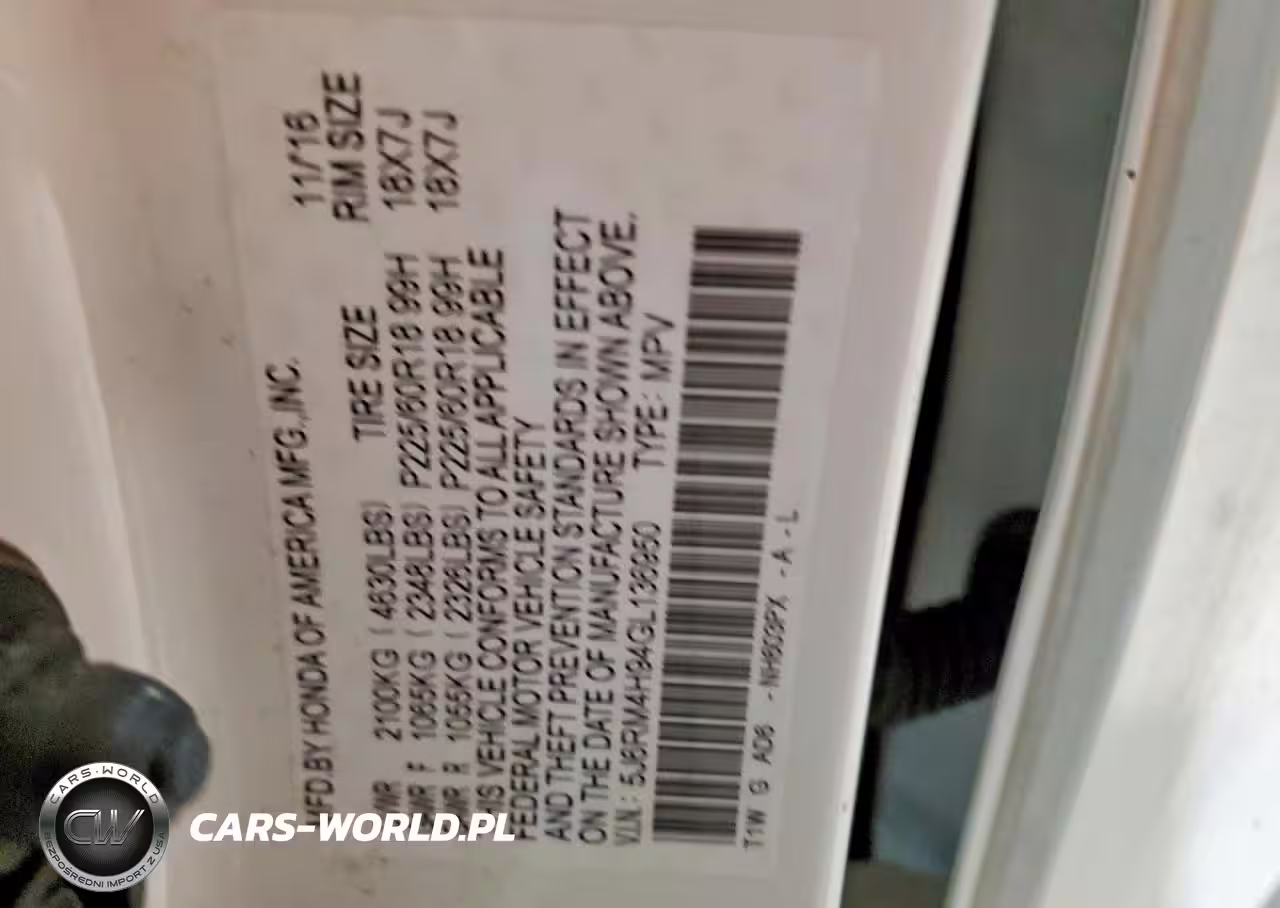 MFD.BY HONDA OF AMERICA MFG.,INC. 11/16
TIRE SIZE RIM SIZE
GVWR 2100KG ( 4630LBS)
GAWR F 1065KG ( 2348LBS) P225/60R18 99H 18X7J
GAWR R 1055KG ( 2326LBS) P225/60R18 99H 18X7J
THIS VEHICLE CONFORMS TO ALL APPLICABLE
FEDERAL MOTOR VEHICLE SAFETY
AND THEFT PREVENTION STANDARDS IN EFFECT
ON THE DATE OF MANUFACTURE SHOWN ABOVE.
V.I.N.: TYPE: MPV
T1W G A06 -NH603PX -A -L
CARS-WORLD
CW
BEZPOŚREDNI IMPORT Z USA
CARS-WORLD.PL